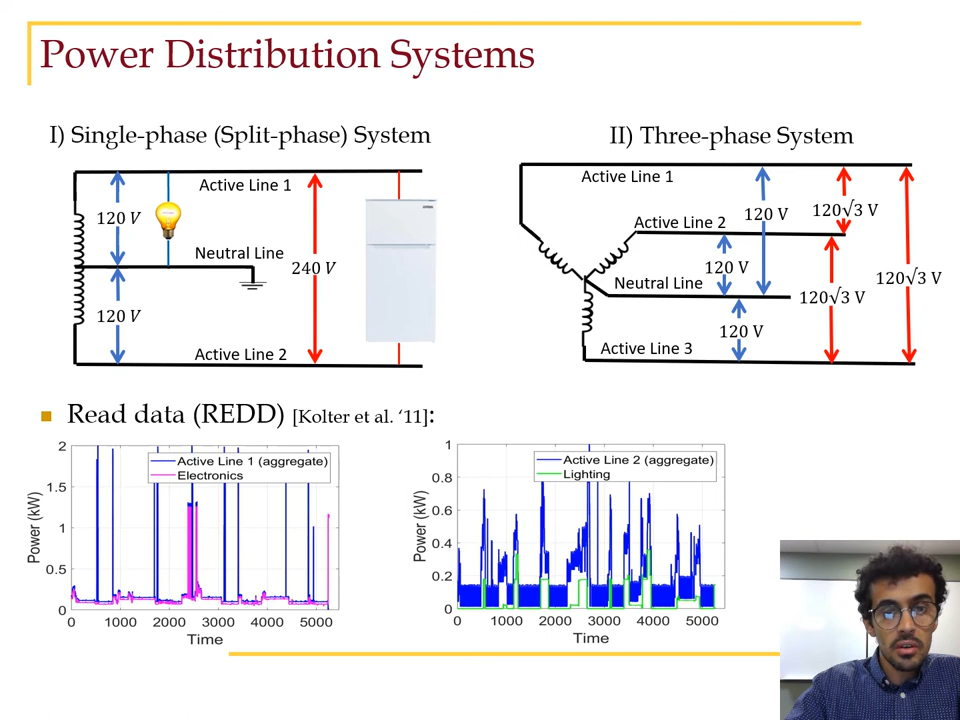 Power Distribution Systems
I) Single-phase (Split-phase) System
Active Line 1
120 V
Neutral Line
240 V
120 V
Active Line 2
II) Three-phase System
Active Line 1
120 V
120√3 V
Active Line 2
120 V
120√3 V
Neutral Line
120√3 V
120 V
Active Line 3
Read data (REDD) [Kolter et al. ‘11]:
Active Line 1 (aggregate)
Electronics
Power (kW)
2
1.5
1
0.5
0
0 1000 2000 3000 4000 5000
Time
Active Line 2 (aggregate)
Lighting
Power (kW)
1
0.8
0.6
0.4
0.2
0
0 1000 2000 3000 4000 5000
Time